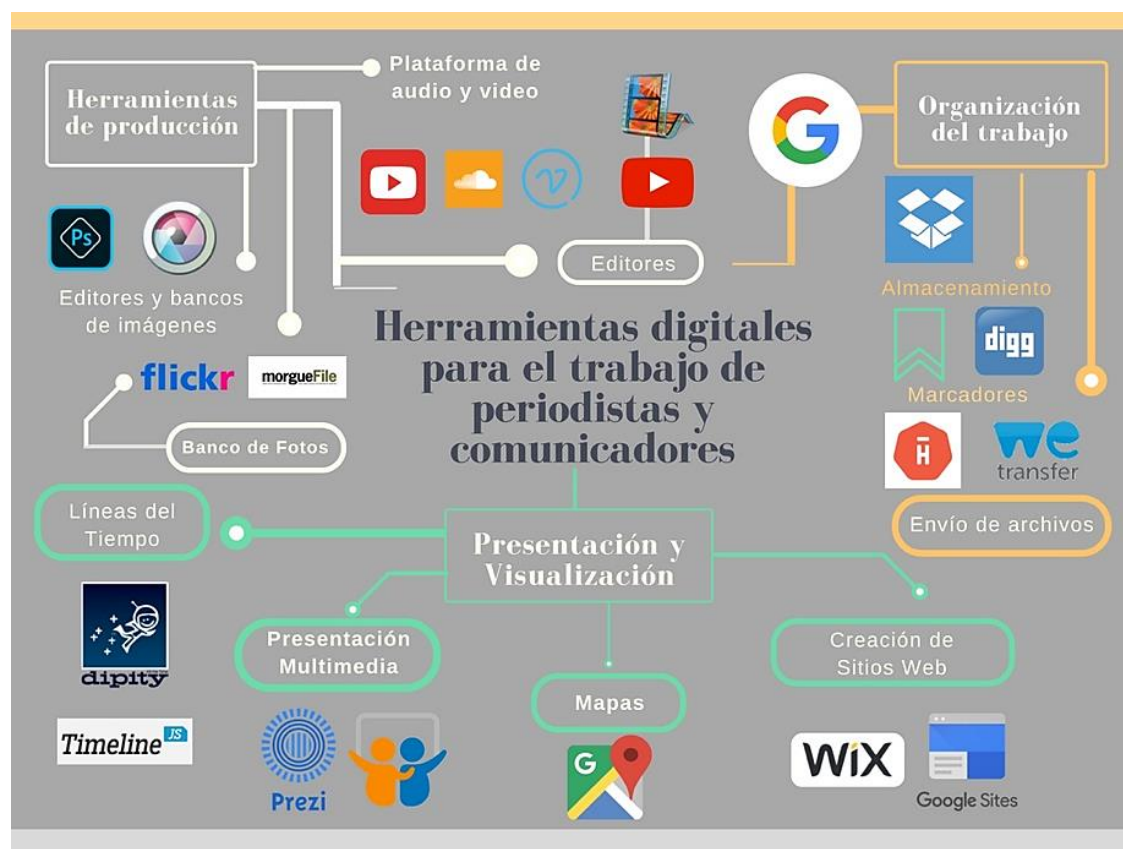 Herramientas
de producción
Plataforma de
audio y video
Ps
Editores y bancos
de imágenes
flickr
morgueFile
Banco de Fotos
Editores
G
Organización
del trabajo
Almacenamiento
digg
Marcadores
H
we
transfer
Envío de archivos
Herramientas digitales
para el trabajo de
periodistas y
comunicadores
Presentación y
Visualización
Líneas del
Tiempo
dipity
Timeline JS
Presentación
Multimedia
Prezi
Mapas
G
Creación de
Sitios Web
WiX
Google Sites